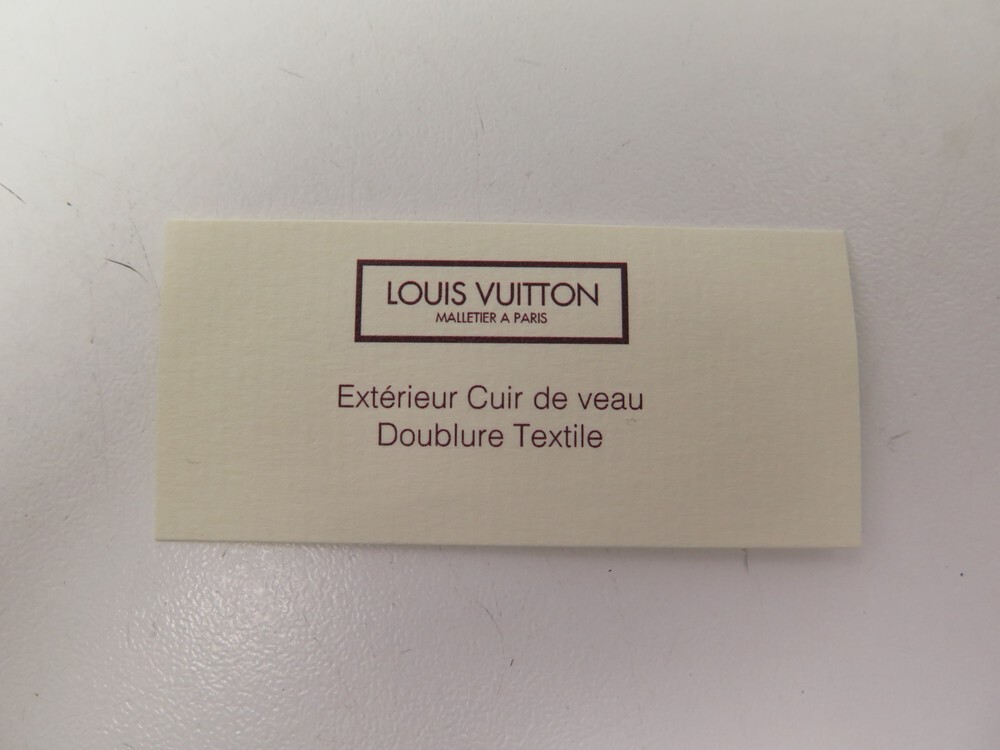 LOUIS VUITTON
MALLETIER A PARIS
Extérieur Cuir de veau
Doublure Textile